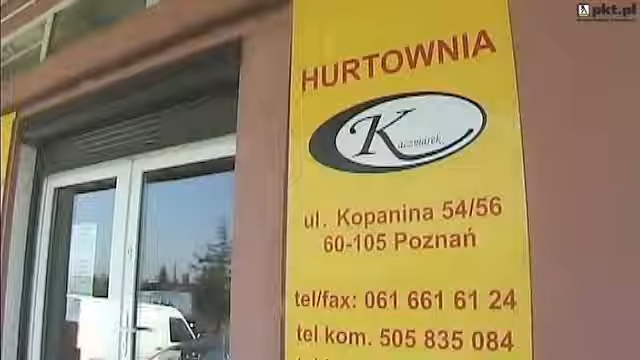 pkt.pl
HURTOWNIA
Kaczmarek
ul. Kopanina 54/56
60-105 Poznań
tel/fax: 061 661 61 24
tel kom. 505 835 084